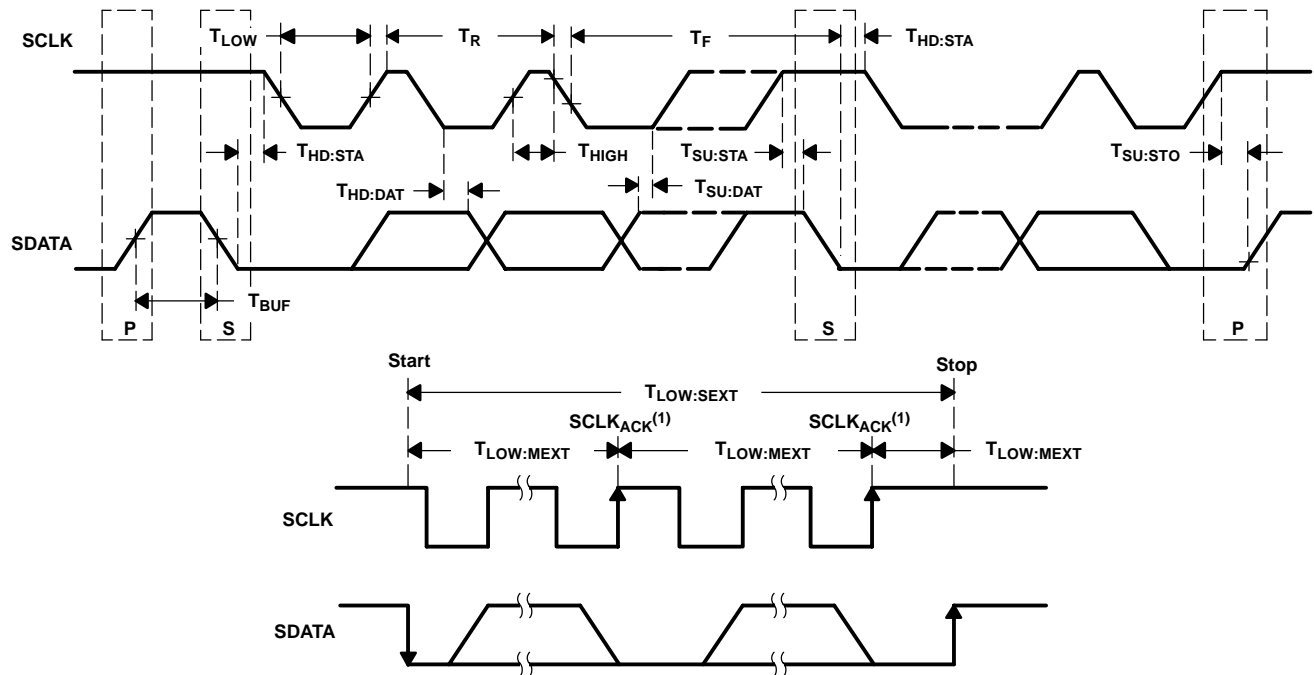 SCLK
T_LOW
T_R
T_F
T_HD:STA
T_HD:STA
T_HIGH
T_SU:STA
T_SU:STO
T_HD:DAT
T_SU:DAT
SDATA
T_BUF
P
S
S
P
Start
Stop
T_LOW:SEXT
SCLK_ACK(1)
SCLK_ACK(1)
T_LOW:MEXT
T_LOW:MEXT
T_LOW:MEXT
SCLK
SDATA